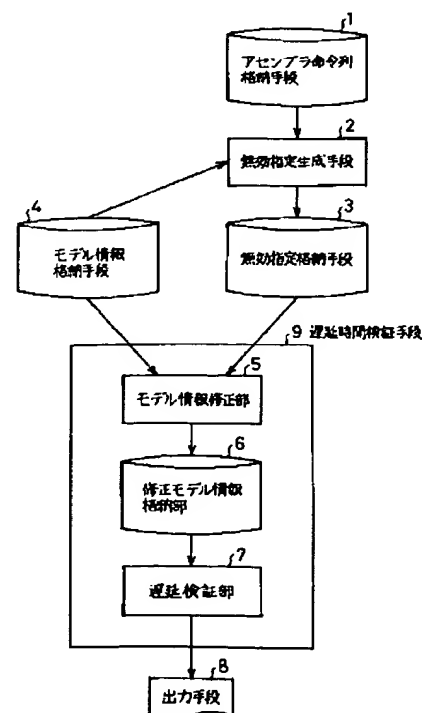 1
アセンブラ命令列
格納手段
2
無効指定生成手段
4
モデル情報
格納手段
3
無効指定格納手段
9 遅延時間検証手段
5
モデル情報修正部
6
修正モデル情報
格納部
7
遅延検証部
8
出力手段